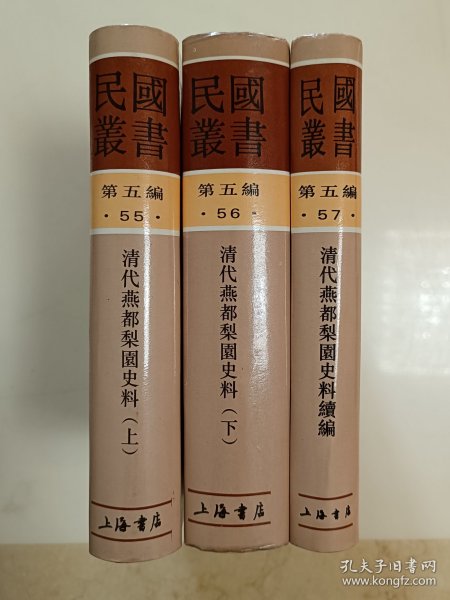 民國
叢書
第五編
·55·
清代燕都梨園史料(上)
上海書店
民國
叢書
第五編
·56·
清代燕都梨園史料(下)
上海書店
民國
叢書
第五編
·57·
清代燕都梨園史料續編
上海書店
孔夫子旧书网
www.kongfz.com